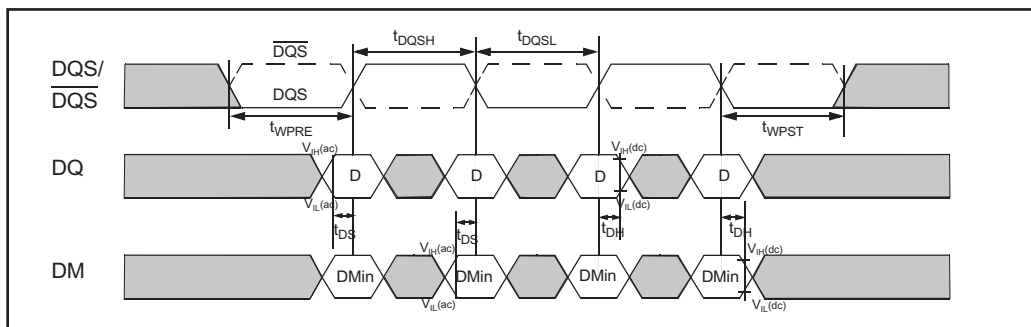 DQS/
DQS
DQS
DQS
tDQSH
tDQSL
tWPRE
tWPST
DQ
VIH(ac)
VIL(ac)
D
D
D
D
VIH(dc)
VIL(dc)
tDS
tDS
tDH
tDH
DM
VIH(ac)
VIL(ac)
DMin
DMin
DMin
DMin
VIH(dc)
VIL(dc)